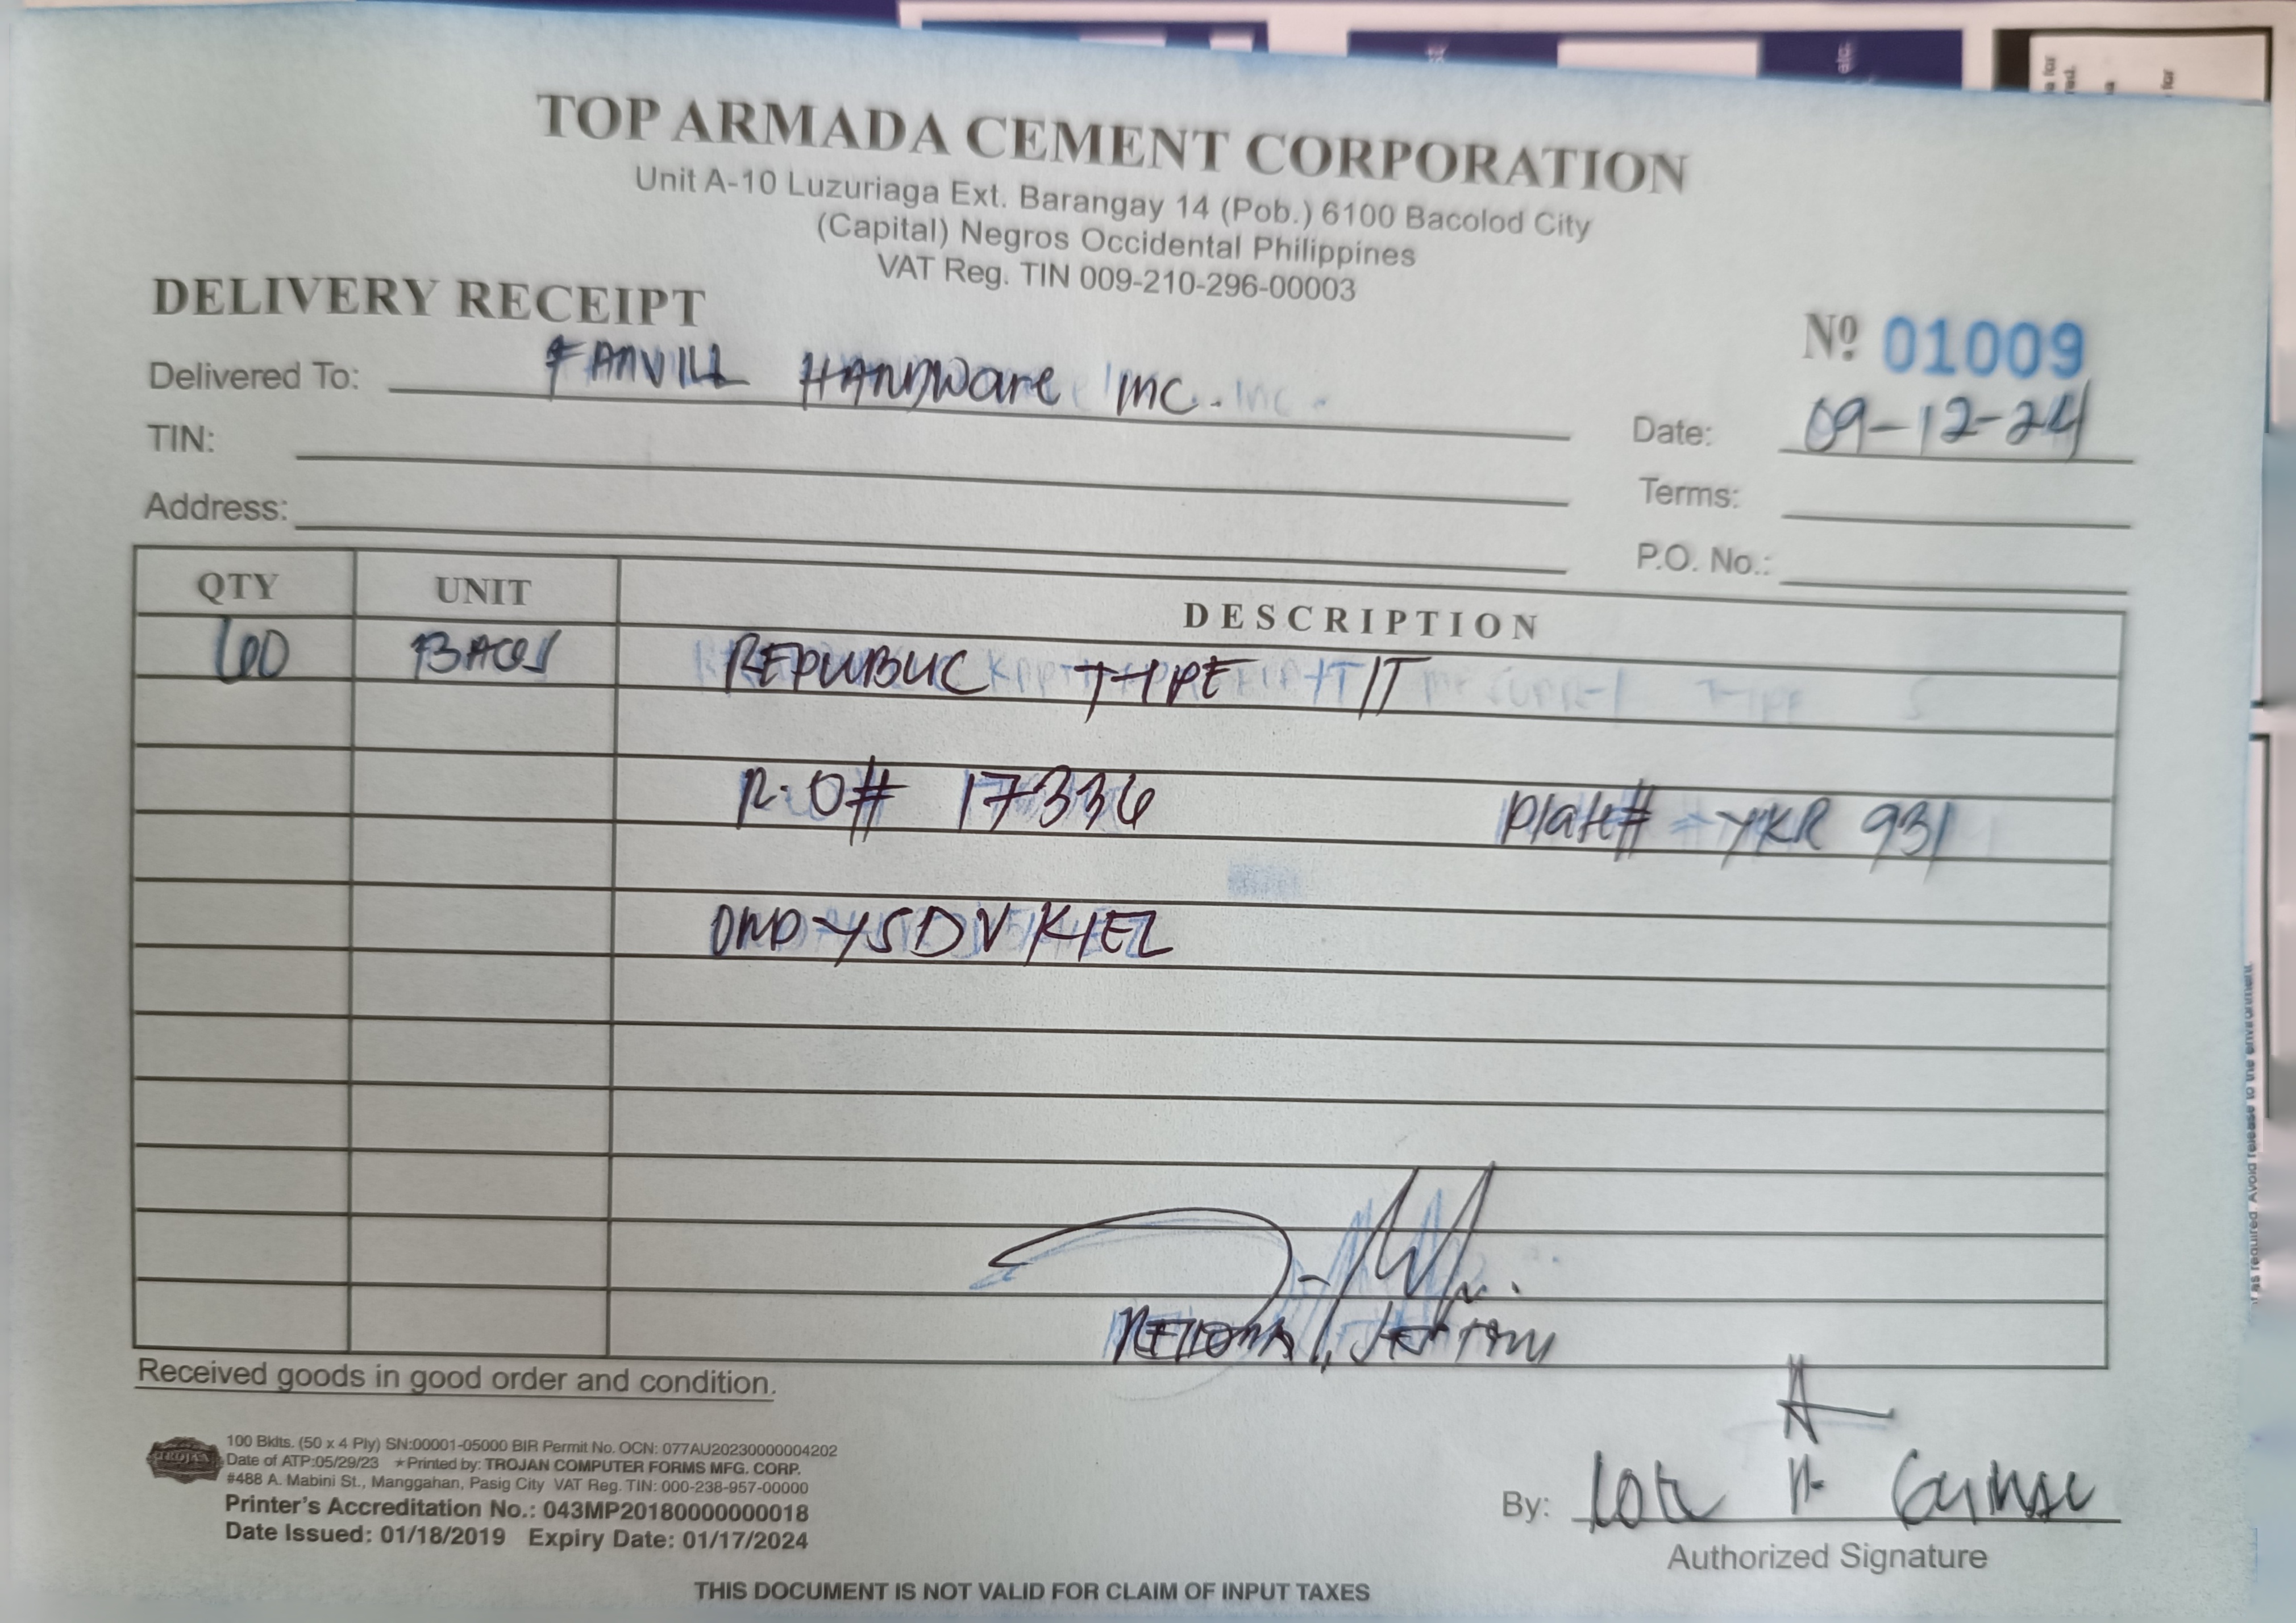 TOP ARMADA CEMENT CORPORATION
Unit A-10 Luzuriaga Ext. Barangay 14 (Pob.) 6100 Bacolod City
(Capital) Negros Occidental Philippines
VAT Reg. TIN 009-210-296-00003
DELIVERY RECEIPT
Nº 01009
Delivered To: FANVILL HARDWare Inc.
Date: 09-12-24
TIN:
Terms:
Address:
P.O. No.:
QTY UNIT DESCRIPTION
600 BAGS REPUBLIC TYPE 1T
R.O# 17336 Plate# YKR 931
YSDVKIEL
Received goods in good order and condition.
TROJAN
100 Bklts. (50 x 4 Ply) SN:00001-05000 BIR Permit No. OCN: 077AU20230000004202
Date of ATP:05/29/23 ★Printed by: TROJAN COMPUTER FORMS MFG. CORP.
#488 A. Mabini St., Manggahan, Pasig City VAT Reg. TIN: 000-238-957-00000
Printer's Accreditation No.: 043MP20180000000018
Date Issued: 01/18/2019 Expiry Date: 01/17/2024
By:
Authorized Signature
THIS DOCUMENT IS NOT VALID FOR CLAIM OF INPUT TAXES